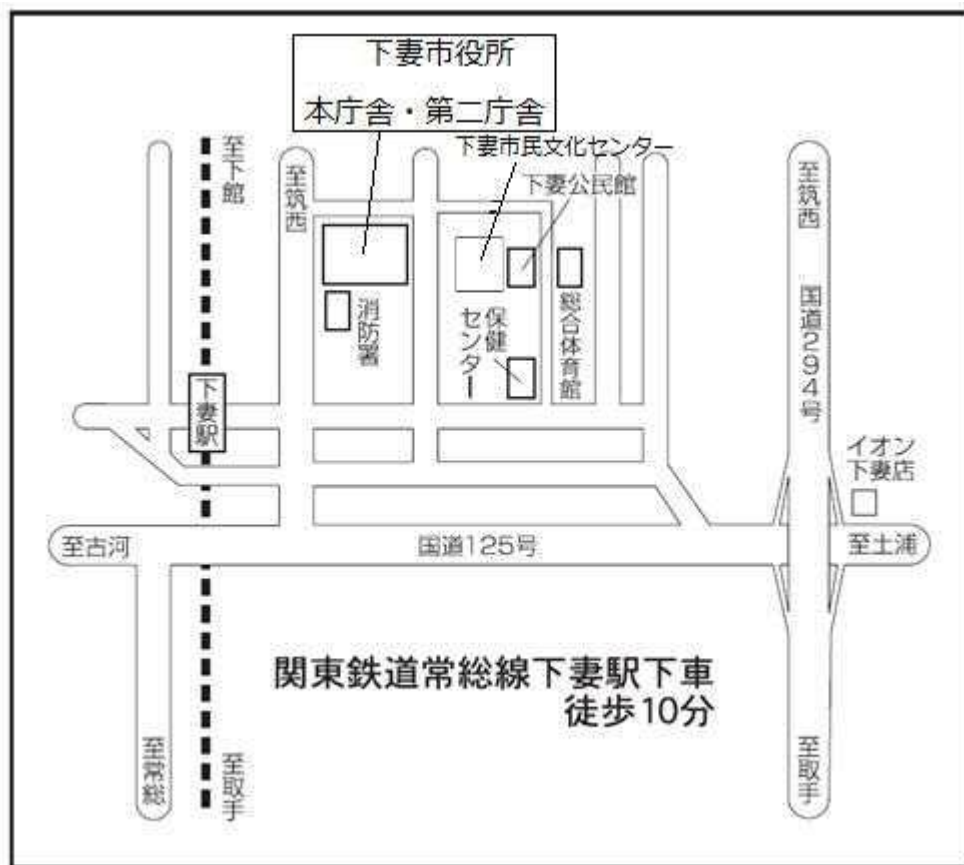 下妻市役所
本庁舎・第二庁舎
下妻市民文化センター
下妻公民館
至下館
至筑西
至筑西
消防署
保健
センター
総合体育館
国道294号
下妻駅
イオン
下妻店
至古河
国道125号
至土浦
関東鉄道常総線下妻駅下車
徒歩10分
至常総
至取手
至取手